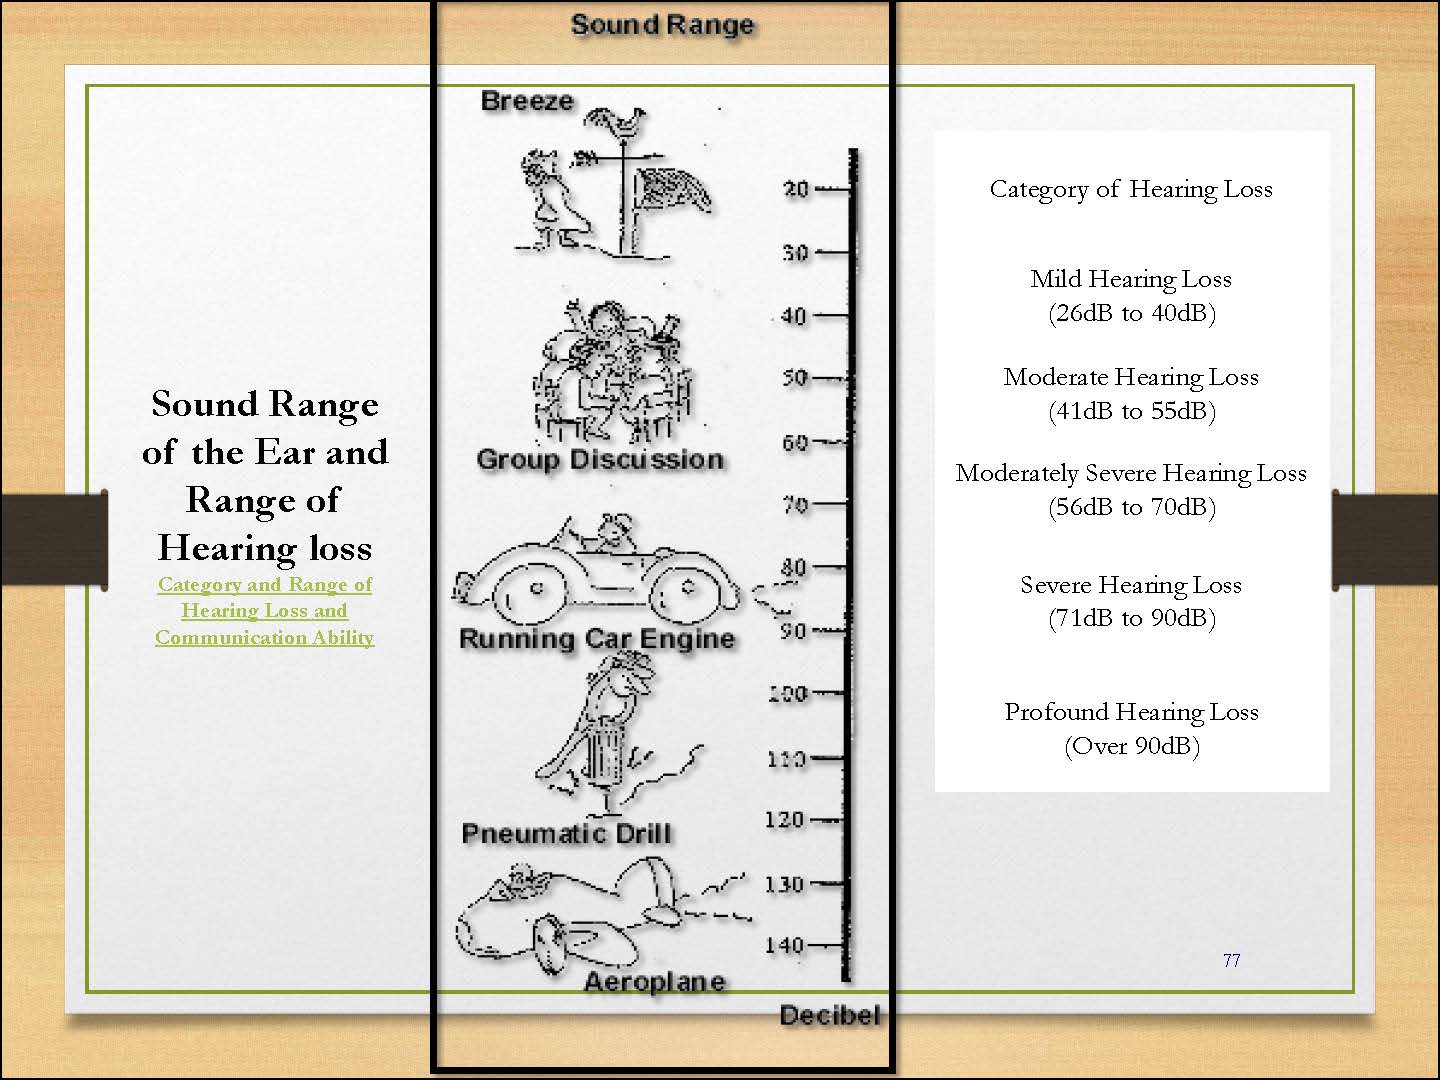 Sound Range
of the Ear and
Range of
Hearing loss
Category and Range of
Hearing Loss and
Communication Ability
Sound Range
Breeze
20
30
40
50
60
Group Discussion
70
80
Running Car Engine
90
100
110
120
Pneumatic Drill
130
140
Aeroplane
Decibel
Category of Hearing Loss
Mild Hearing Loss
(26dB to 40dB)
Moderate Hearing Loss
(41dB to 55dB)
Moderately Severe Hearing Loss
(56dB to 70dB)
Severe Hearing Loss
(71dB to 90dB)
Profound Hearing Loss
(Over 90dB)
77